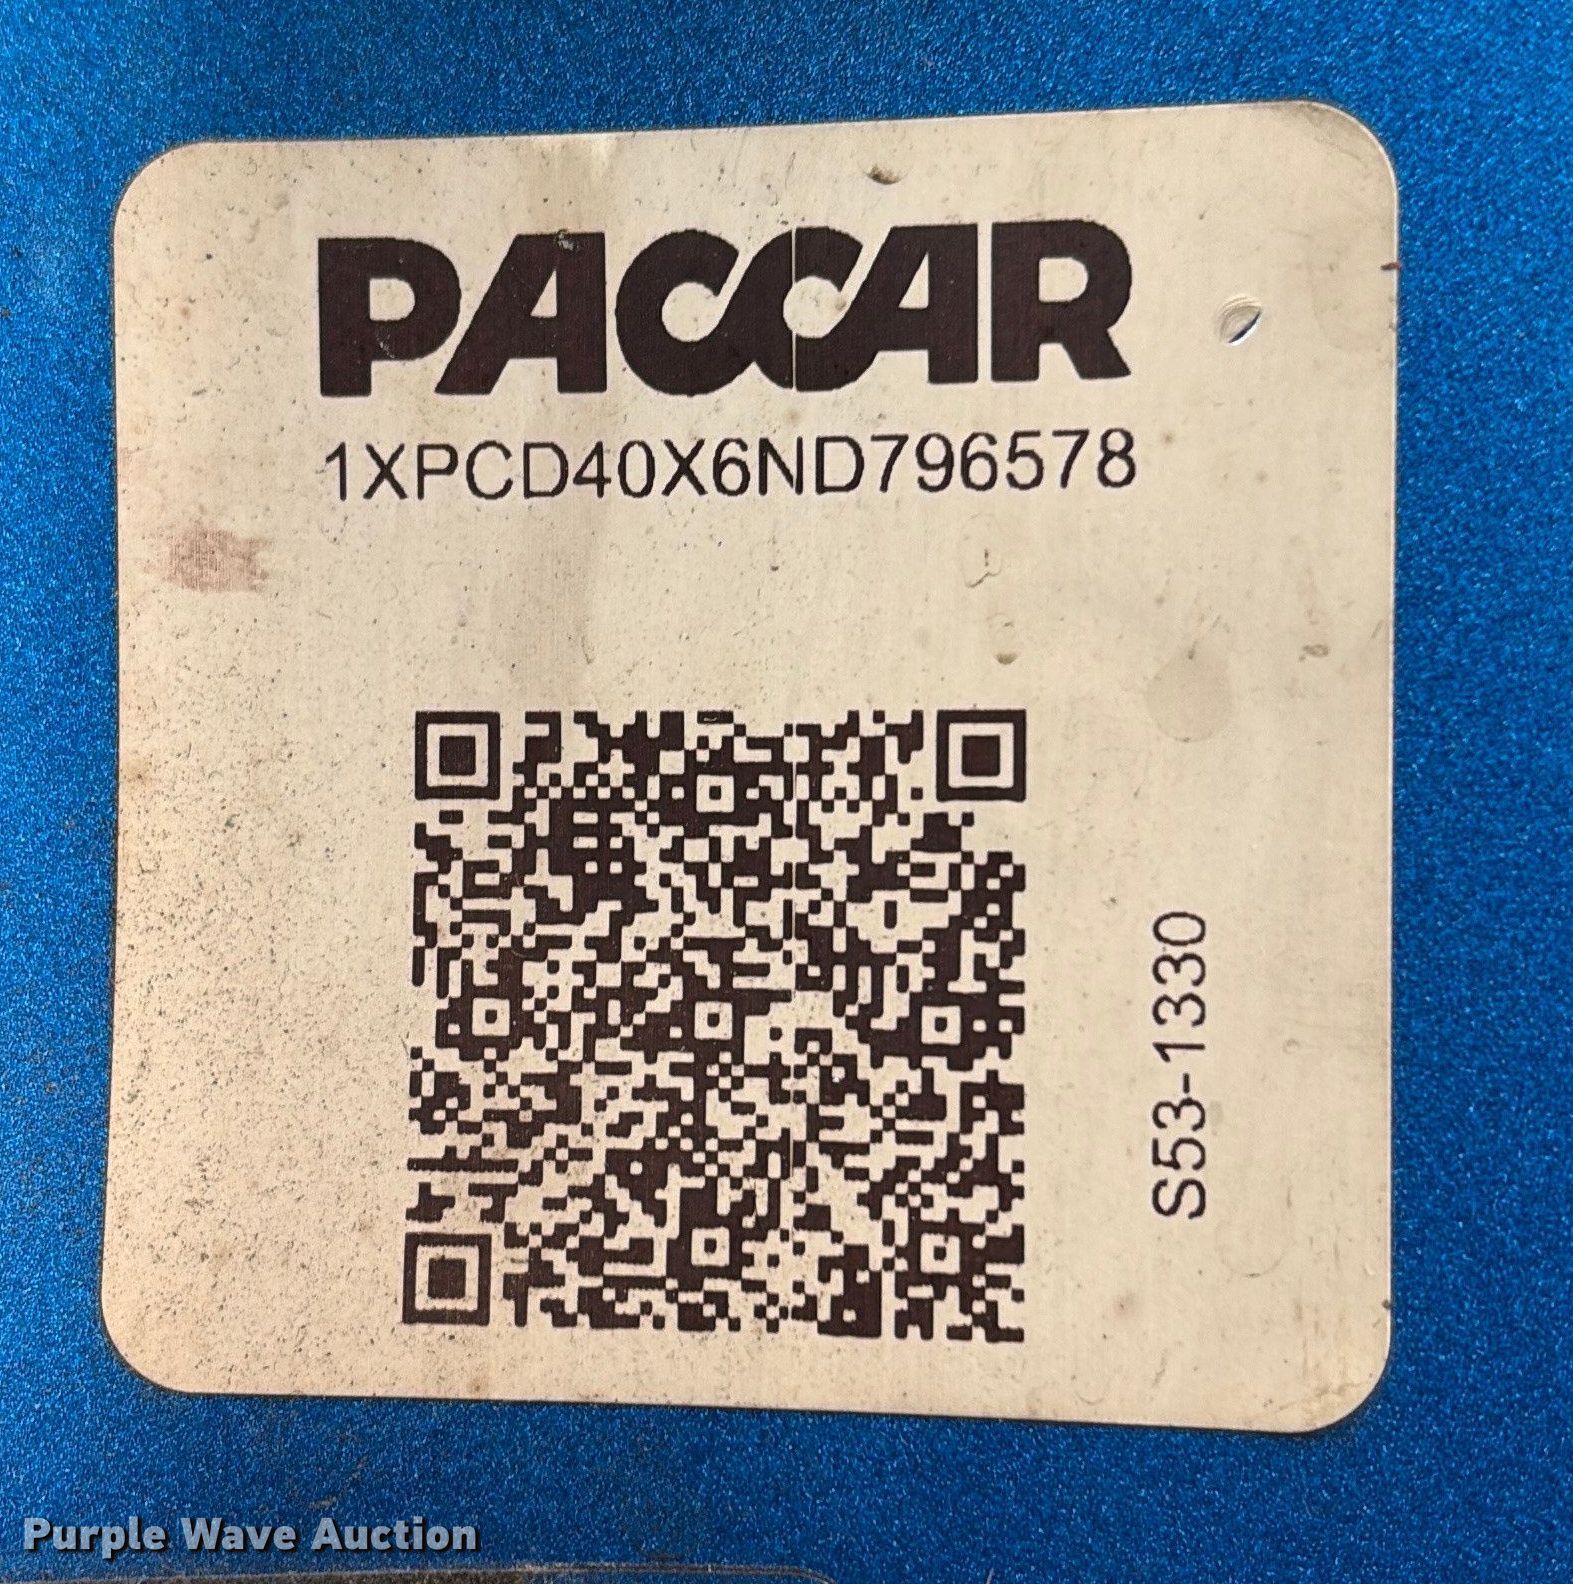 PACCAR
1XPCD40X6ND796578
S53-1330
Purple Wave Auction